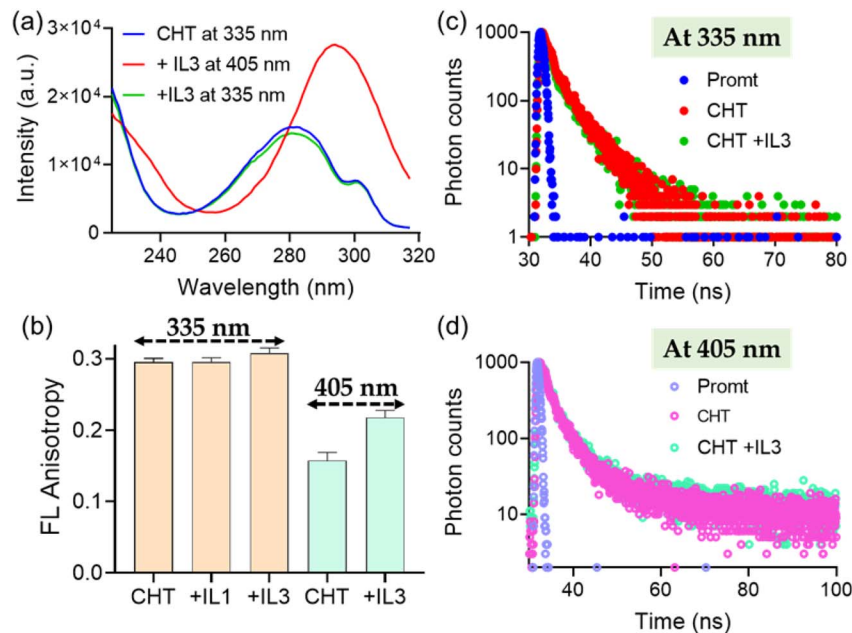 (a)
Intensity (a.u.)
3×10⁴
2×10⁴
1×10⁴
0
CHT at 335 nm
+ IL3 at 405 nm
+IL3 at 335 nm
240 260 280 300 320
Wavelength (nm)
(b)
FL Anisotropy
0.3
0.2
0.1
0.0
335 nm
405 nm
CHT +IL1 +IL3 CHT +IL3
(c)
Photon counts
1000
100
10
1
At 335 nm
Promt
CHT
CHT +IL3
30 40 50 60 70 80
Time (ns)
(d)
Photon counts
1000
100
10
At 405 nm
Promt
CHT
CHT +IL3
40 60 80 100
Time (ns)